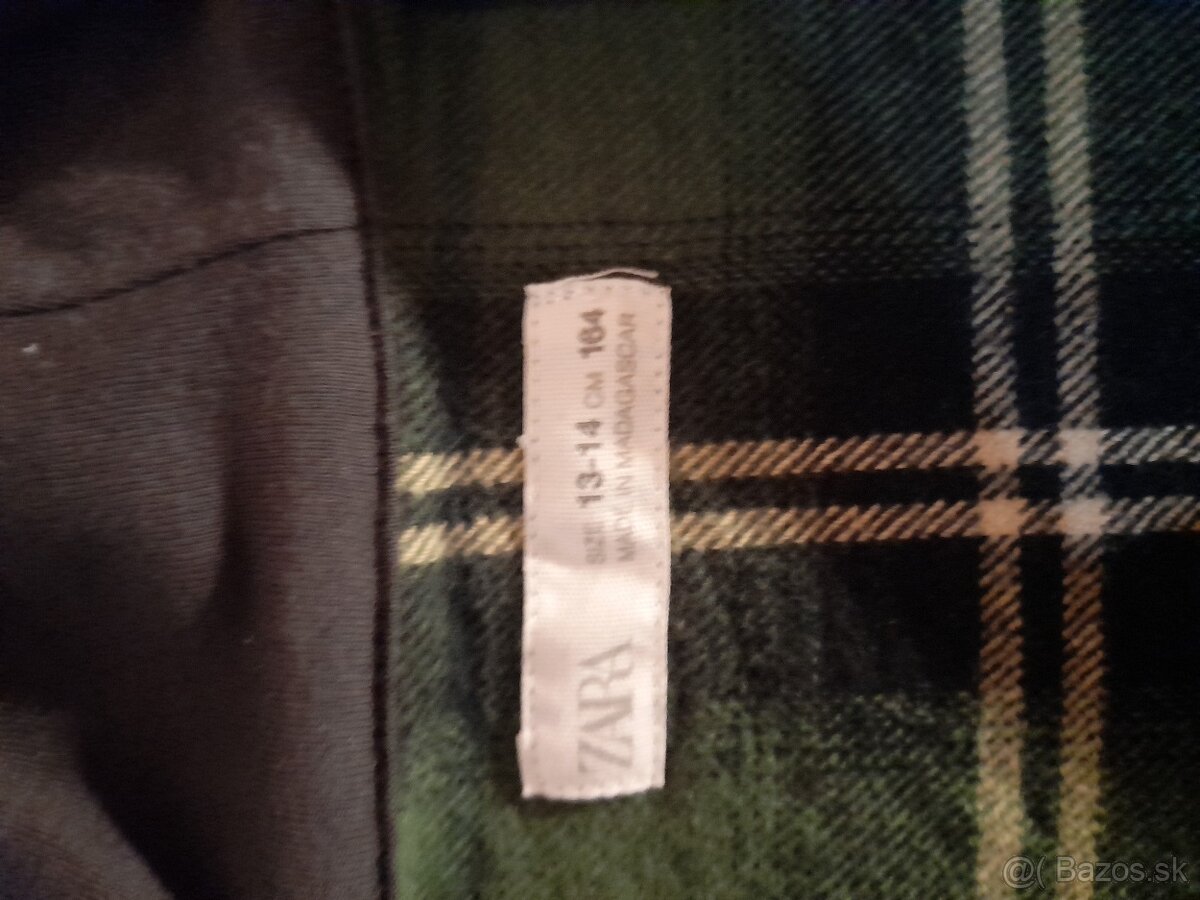 ZARA
SIZE 13-14 CM 164
MADE IN MADAGASCAR
@( Bazos.sk